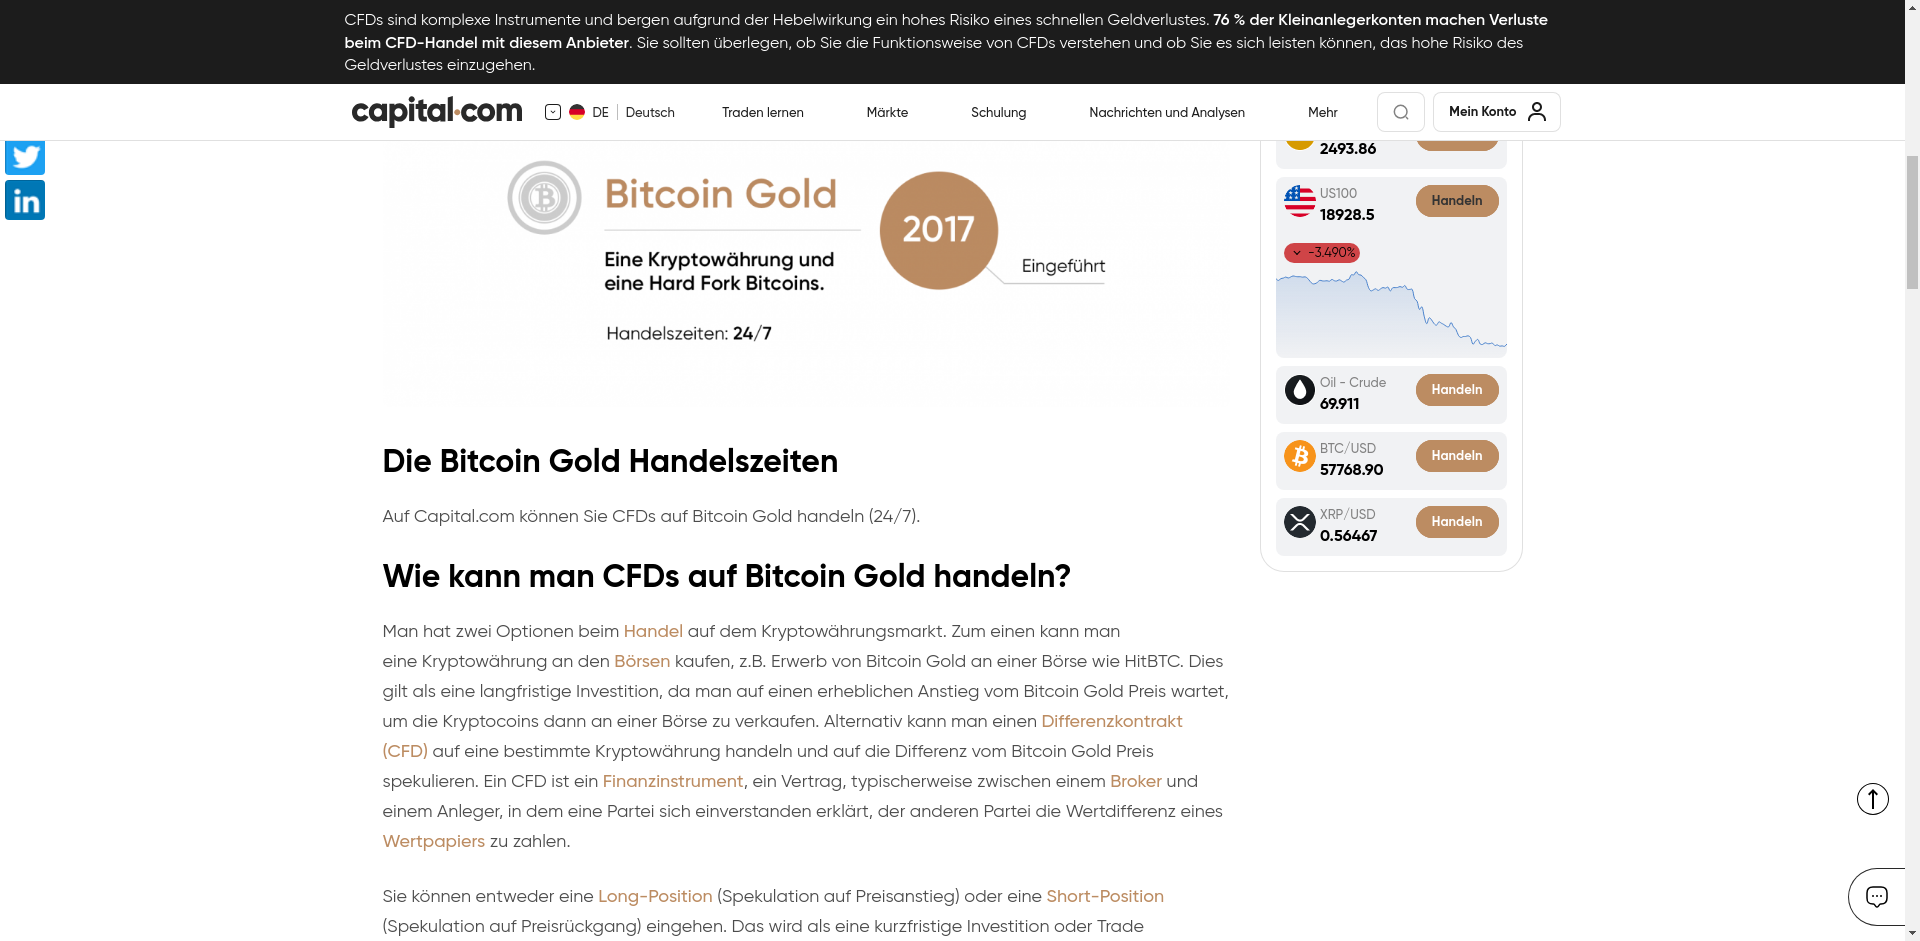 CFDs sind komplexe Instrumente und bergen aufgrund der Hebelwirkung ein hohes Risiko eines schnellen Geldverlustes. 76 % der Kleinanlegerkonten machen Verluste
beim CFD-Handel mit diesem Anbieter. Sie sollten überlegen, ob Sie die Funktionsweise von CFDs verstehen und ob Sie es sich leisten können, das hohe Risiko des
Geldverlustes einzugehen.
capital.com
DE Deutsch
Traden lernen
Märkte
Schulung
Nachrichten und Analysen
Mehr
Mein Konto
Bitcoin Gold
Eine Kryptowährung und
eine Hard Fork Bitcoins.
Handelszeiten: 24/7
2017
Eingeführt
Die Bitcoin Gold Handelszeiten
Auf Capital.com können Sie CFDs auf Bitcoin Gold handeln (24/7).
Wie kann man CFDs auf Bitcoin Gold handeln?
Man hat zwei Optionen beim Handel auf dem Kryptowährungsmarkt. Zum einen kann man
eine Kryptowährung an den Börsen kaufen, z.B. Erwerb von Bitcoin Gold an einer Börse wie HitBTC. Dies
gilt als eine langfristige Investition, da man auf einen erheblichen Anstieg vom Bitcoin Gold Preis wartet,
um die Kryptocoins dann an einer Börse zu verkaufen. Alternativ kann man einen Differenzkontrakt
(CFD) auf eine bestimmte Kryptowährung handeln und auf die Differenz vom Bitcoin Gold Preis
spekulieren. Ein CFD ist ein Finanzinstrument, ein Vertrag, typischerweise zwischen einem Broker und
einem Anleger, in dem eine Partei sich einverstanden erklärt, der anderen Partei die Wertdifferenz eines
Wertpapiers zu zahlen.
Sie können entweder eine Long-Position (Spekulation auf Preisanstieg) oder eine Short-Position
(Spekulation auf Preisrückgang) eingehen. Das wird als eine kurzfristige Investition oder Trade
2493.86
US100
18928.5
Handeln
-3.490%
Oil - Crude
69.911
Handeln
BTC/USD
57768.90
Handeln
XRP/USD
0.56467
Handeln